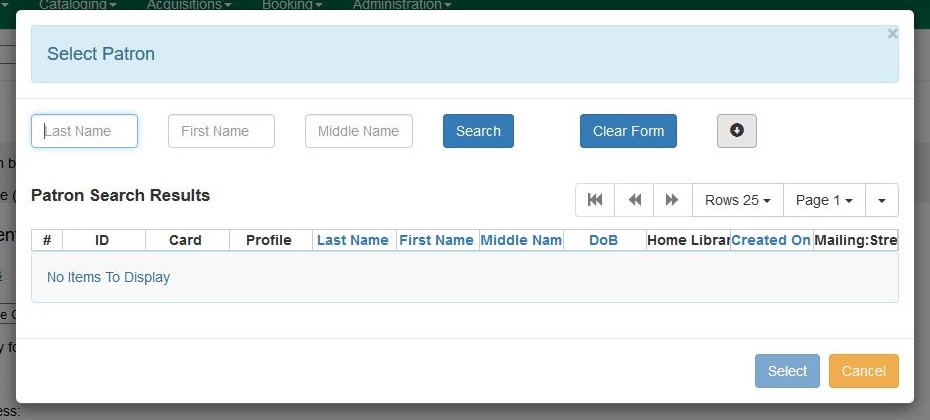 Cataloging Acquisitions Booking Administration
Select Patron ×
Last Name First Name Middle Name Search Clear Form
Patron Search Results Rows 25 Page 1
# ID Card Profile Last Name First Name Middle Nam DoB Home Librar Created On Mailing:Stre
No Items To Display
Select Cancel
ess: